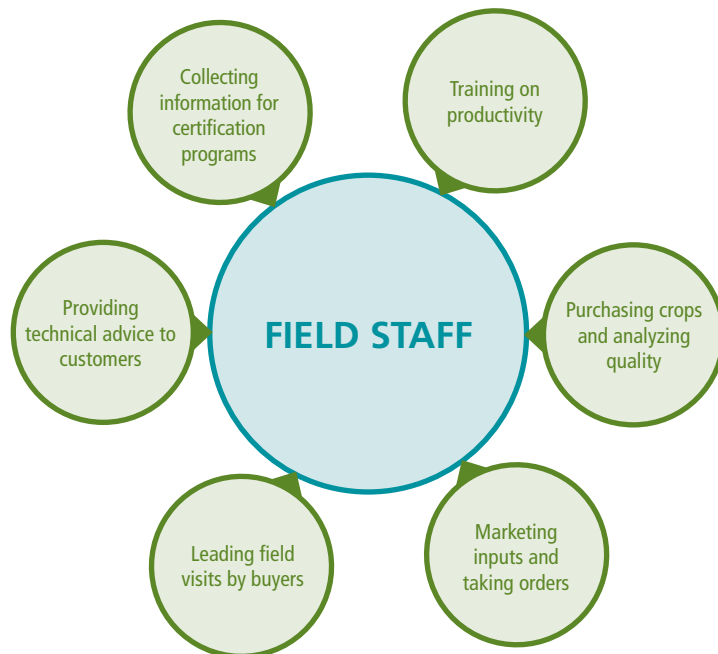 Collecting
information for
certification
programs
Training on
productivity
Providing
technical advice to
customers
FIELD STAFF
Purchasing crops
and analyzing
quality
Leading field
visits by buyers
Marketing
inputs and
taking orders